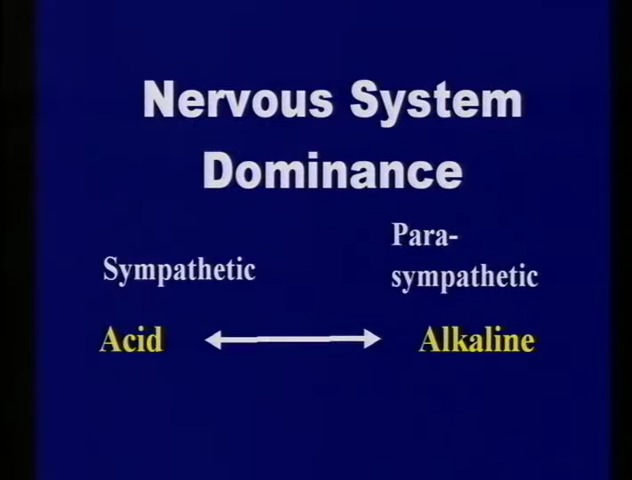 Nervous System
Dominance
Para-
Sympathetic
sympathetic
Acid
Alkaline